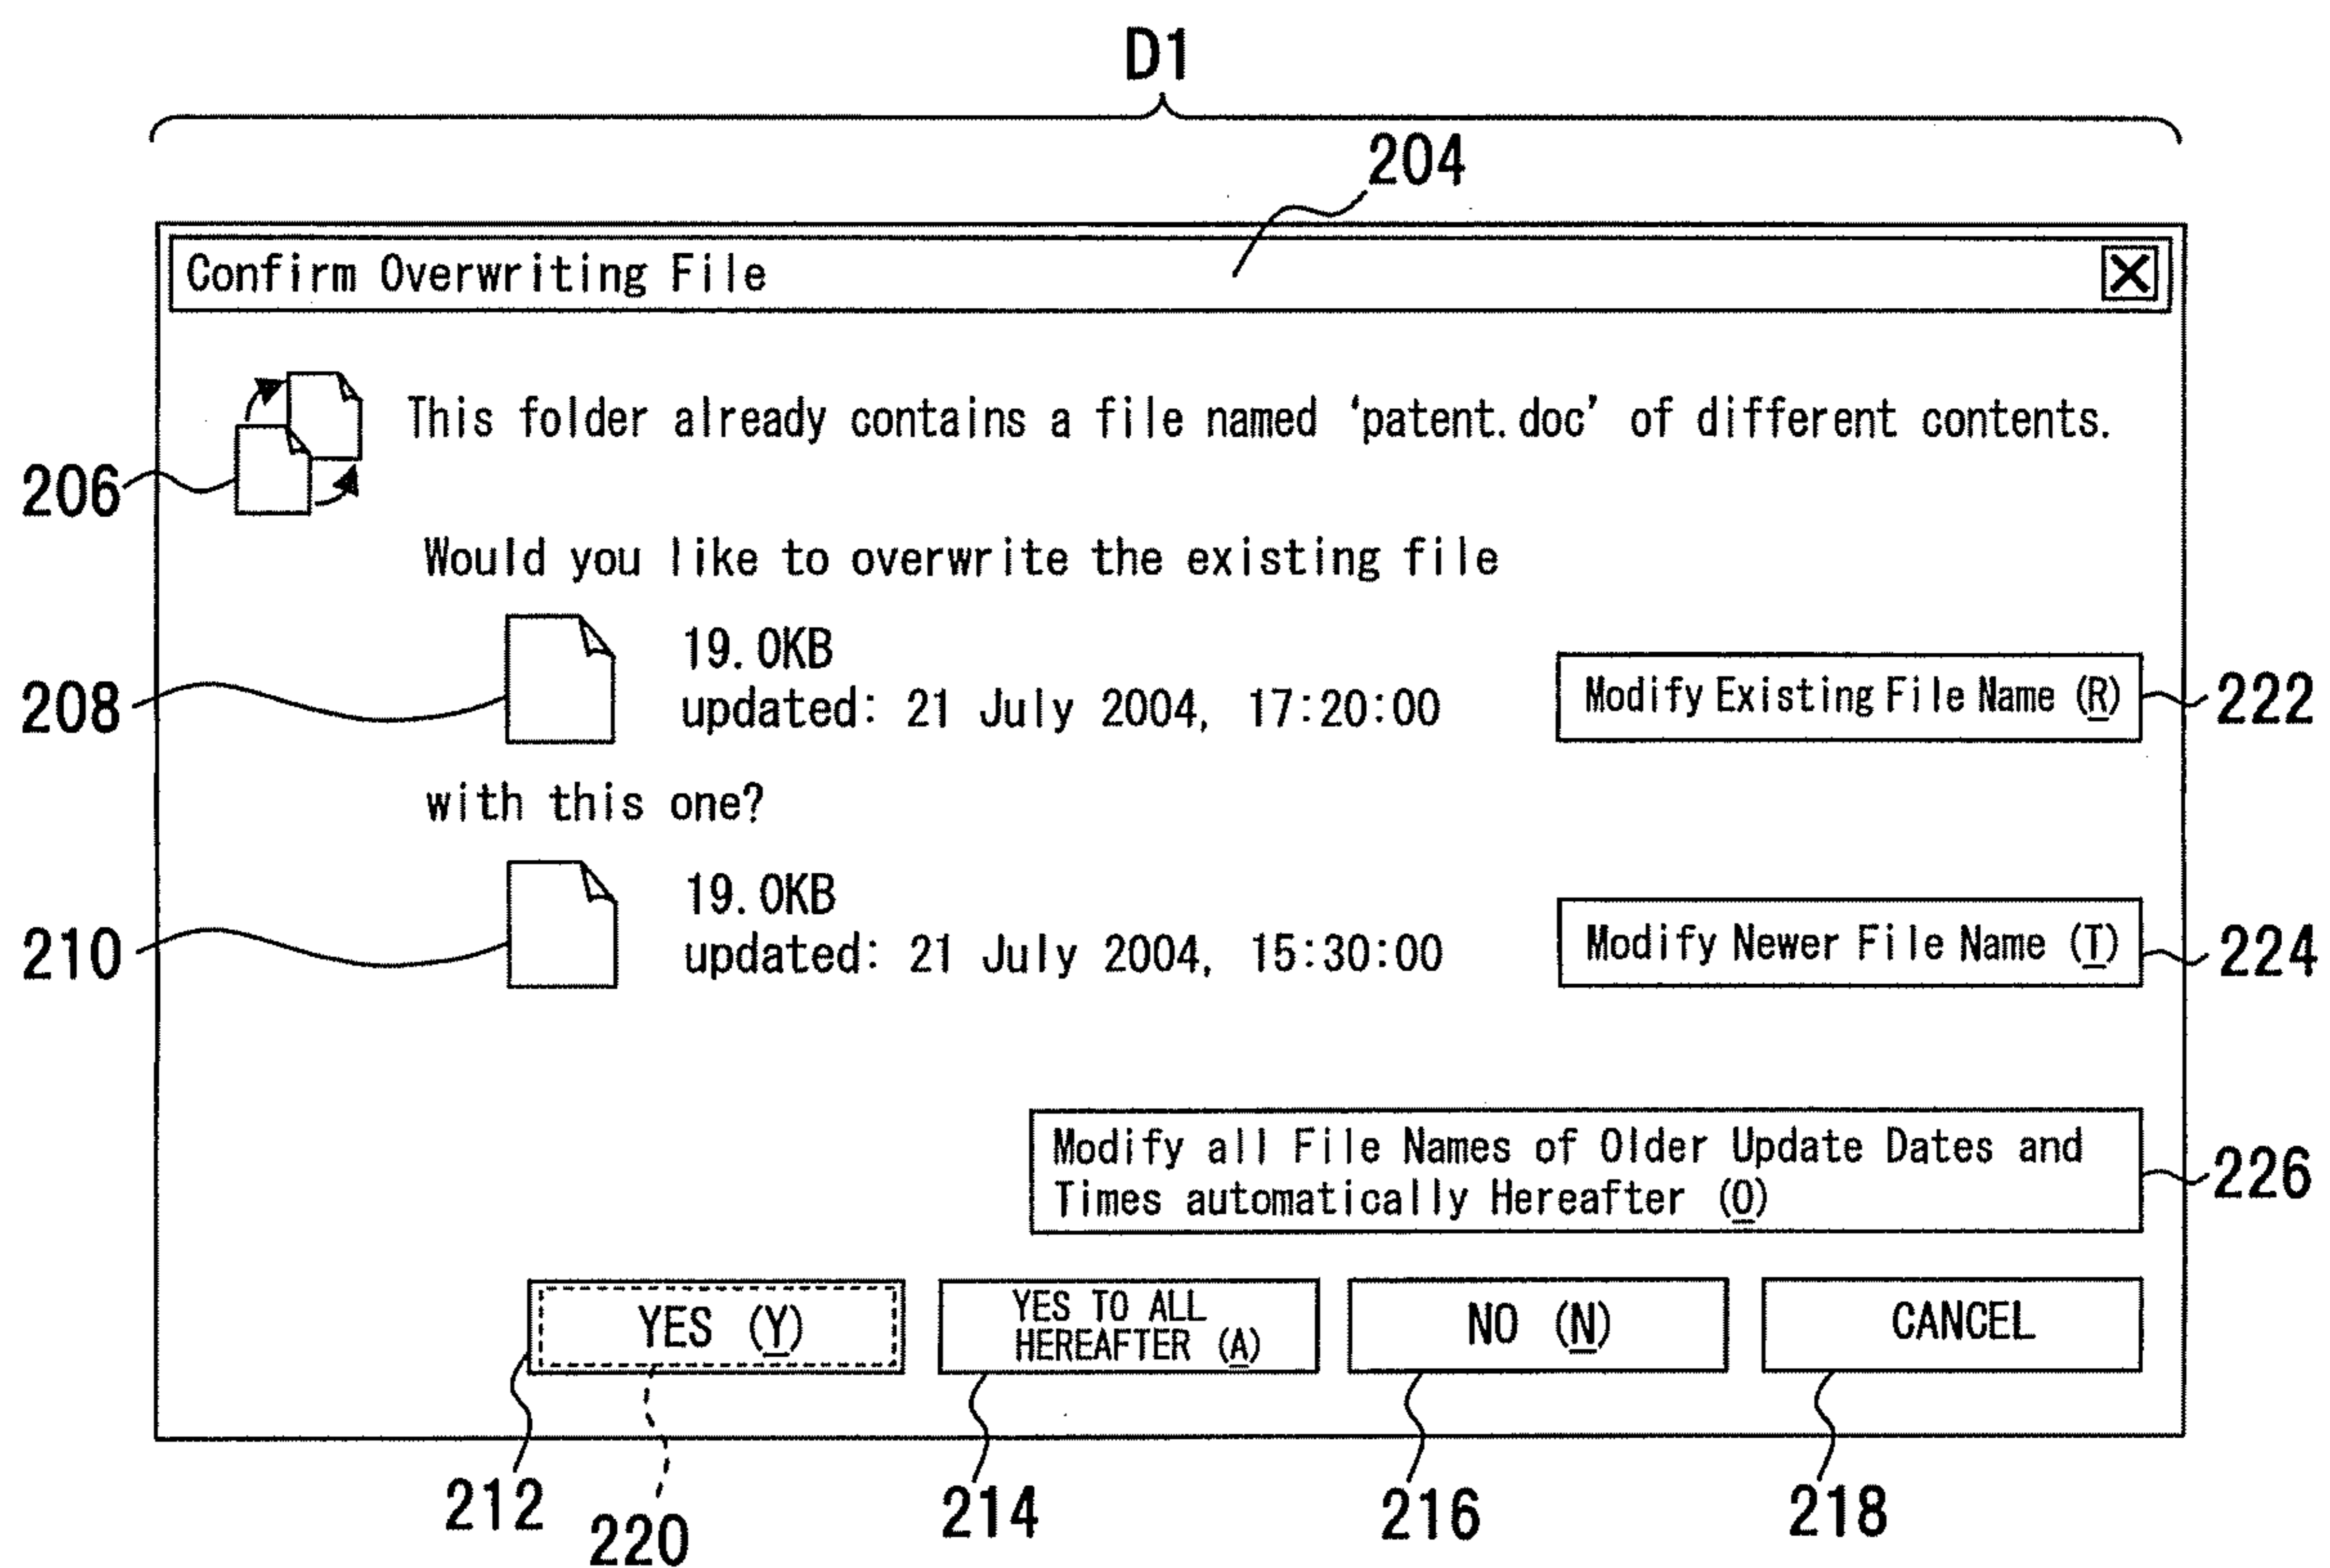 D1
204
Confirm Overwriting File
This folder already contains a file named ‘patent.doc’ of different contents.
206
Would you like to overwrite the existing file
19.0KB
updated: 21 July 2004, 17:20:00
Modify Existing File Name (R)
208
222
with this one?
19.0KB
updated: 21 July 2004, 15:30:00
Modify Newer File Name (T)
210
224
Modify all File Names of Older Update Dates and
Times automatically Hereafter (O)
226
YES (Y)
YES TO ALL
HEREAFTER (A)
NO (N)
CANCEL
212
220
214
216
218